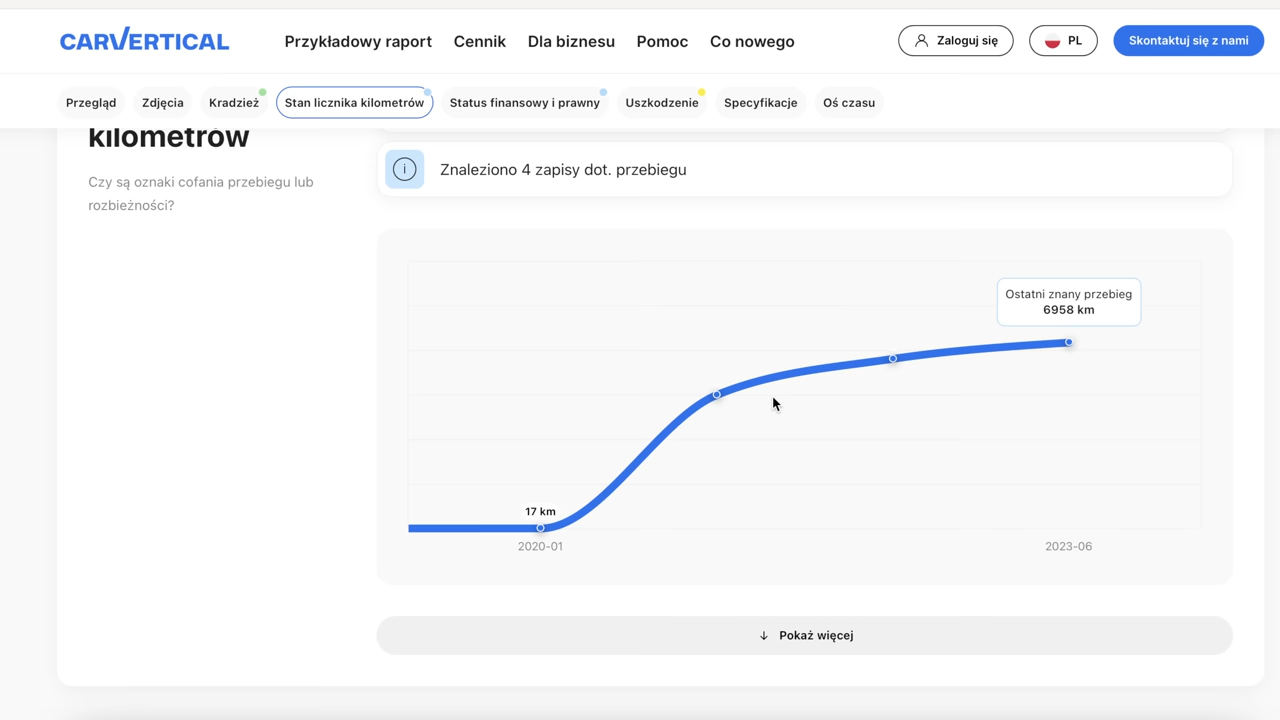 CARVERTICAL
Przykładowy raport
Cennik
Dla biznesu
Pomoc
Co nowego
Zaloguj się
PL
Skontaktuj się z nami
Przegląd
Zdjęcia
Kradzież
Stan licznika kilometrów
Status finansowy i prawny
Uszkodzenie
Specyfikacje
Oś czasu
kilometrów
Czy są oznaki cofania przebiegu lub
rozbieżności?
Znaleziono 4 zapisy dot. przebiegu
Ostatni znany przebieg
6958 km
17 km
2020-01
2023-06
Pokaż więcej